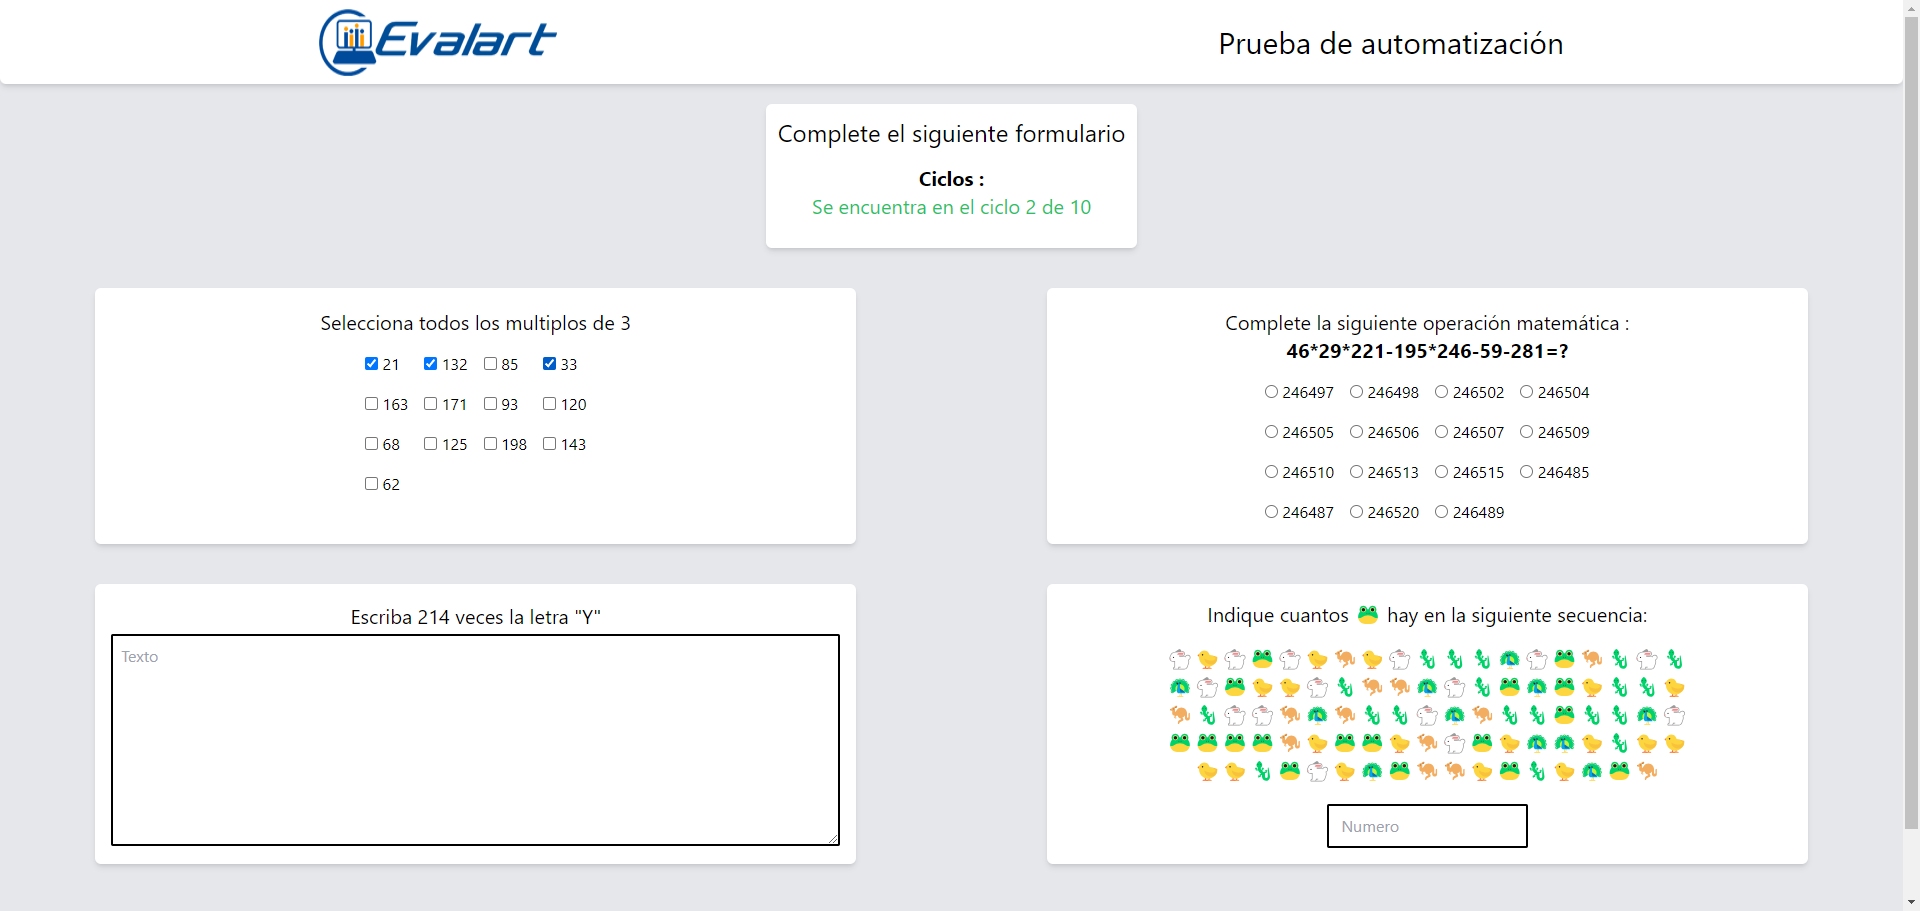 Evalart
Prueba de automatización
Complete el siguiente formulario
Ciclos :
Se encuentra en el ciclo 2 de 10
Selecciona todos los multiplos de 3
21 132 85 33
163 171 93 120
68 125 198 143
62
Complete la siguiente operación matemática :
46*29*221-195*246-59-281=?
246497 246498 246502 246504
246505 246506 246507 246509
246510 246513 246515 246485
246487 246520 246489
Escriba 214 veces la letra "Y"
Texto
Indique cuantos 🐸 hay en la siguiente secuencia:
Numero